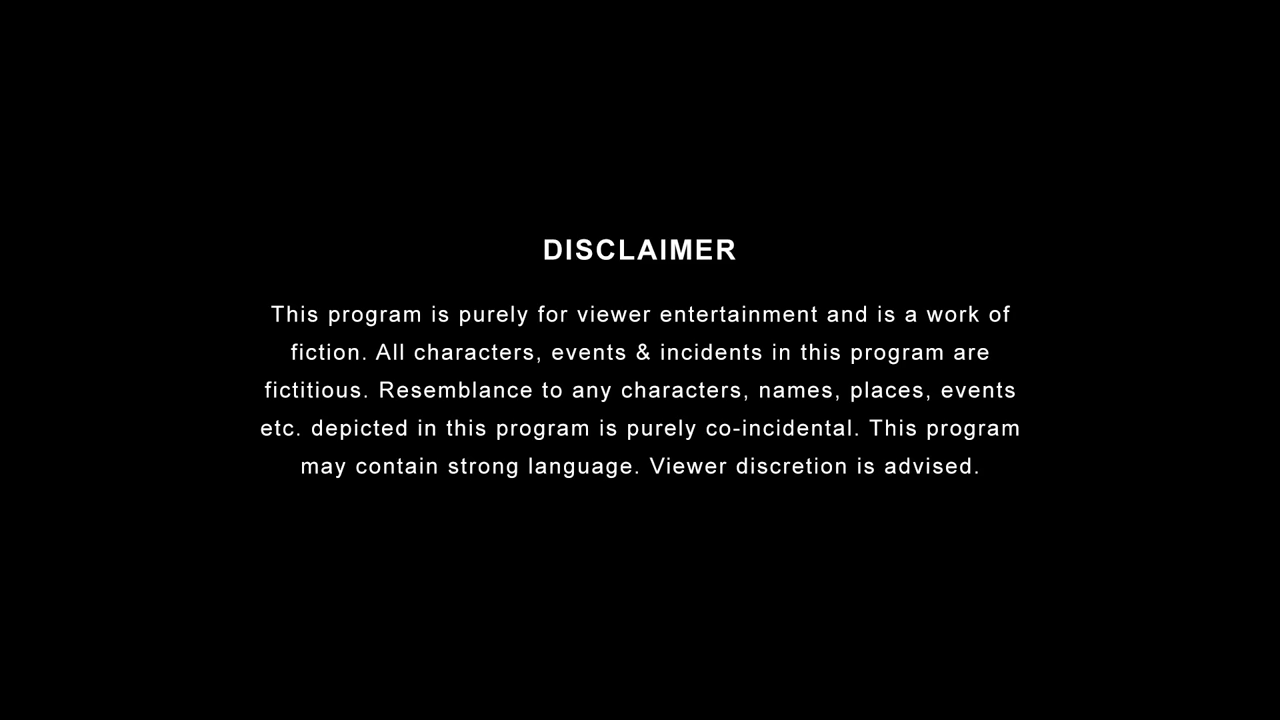 DISCLAIMER
This program is purely for viewer entertainment and is a work of
fiction. All characters, events & incidents in this program are
fictitious. Resemblance to any characters, names, places, events
etc. depicted in this program is purely co-incidental. This program
may contain strong language. Viewer discretion is advised.